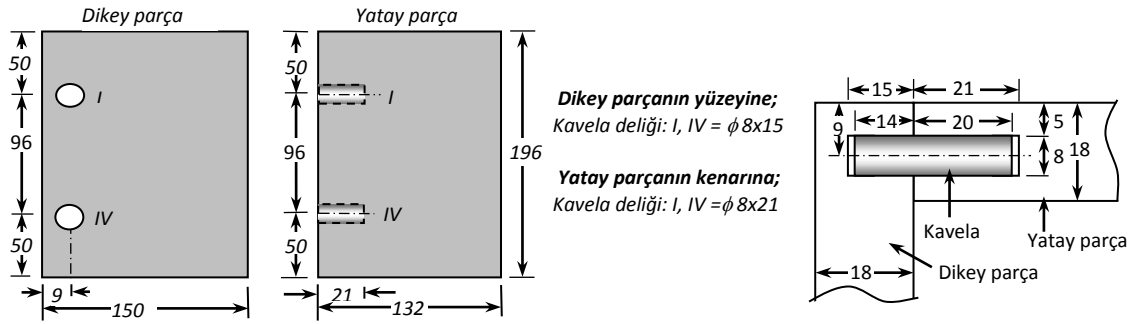 Dikey parça
50
I
96
IV
50
9
150
Yatay parça
50
I
96
196
IV
50
21
132
Dikey parçanın yüzeyine;
Kavela deliği: I, IV = ϕ 8x15
Yatay parçanın kenarına;
Kavela deliği: I, IV =ϕ 8x21
15 21
9 14 20 5
8 18
Kavela
Yatay parça
18 Dikey parça